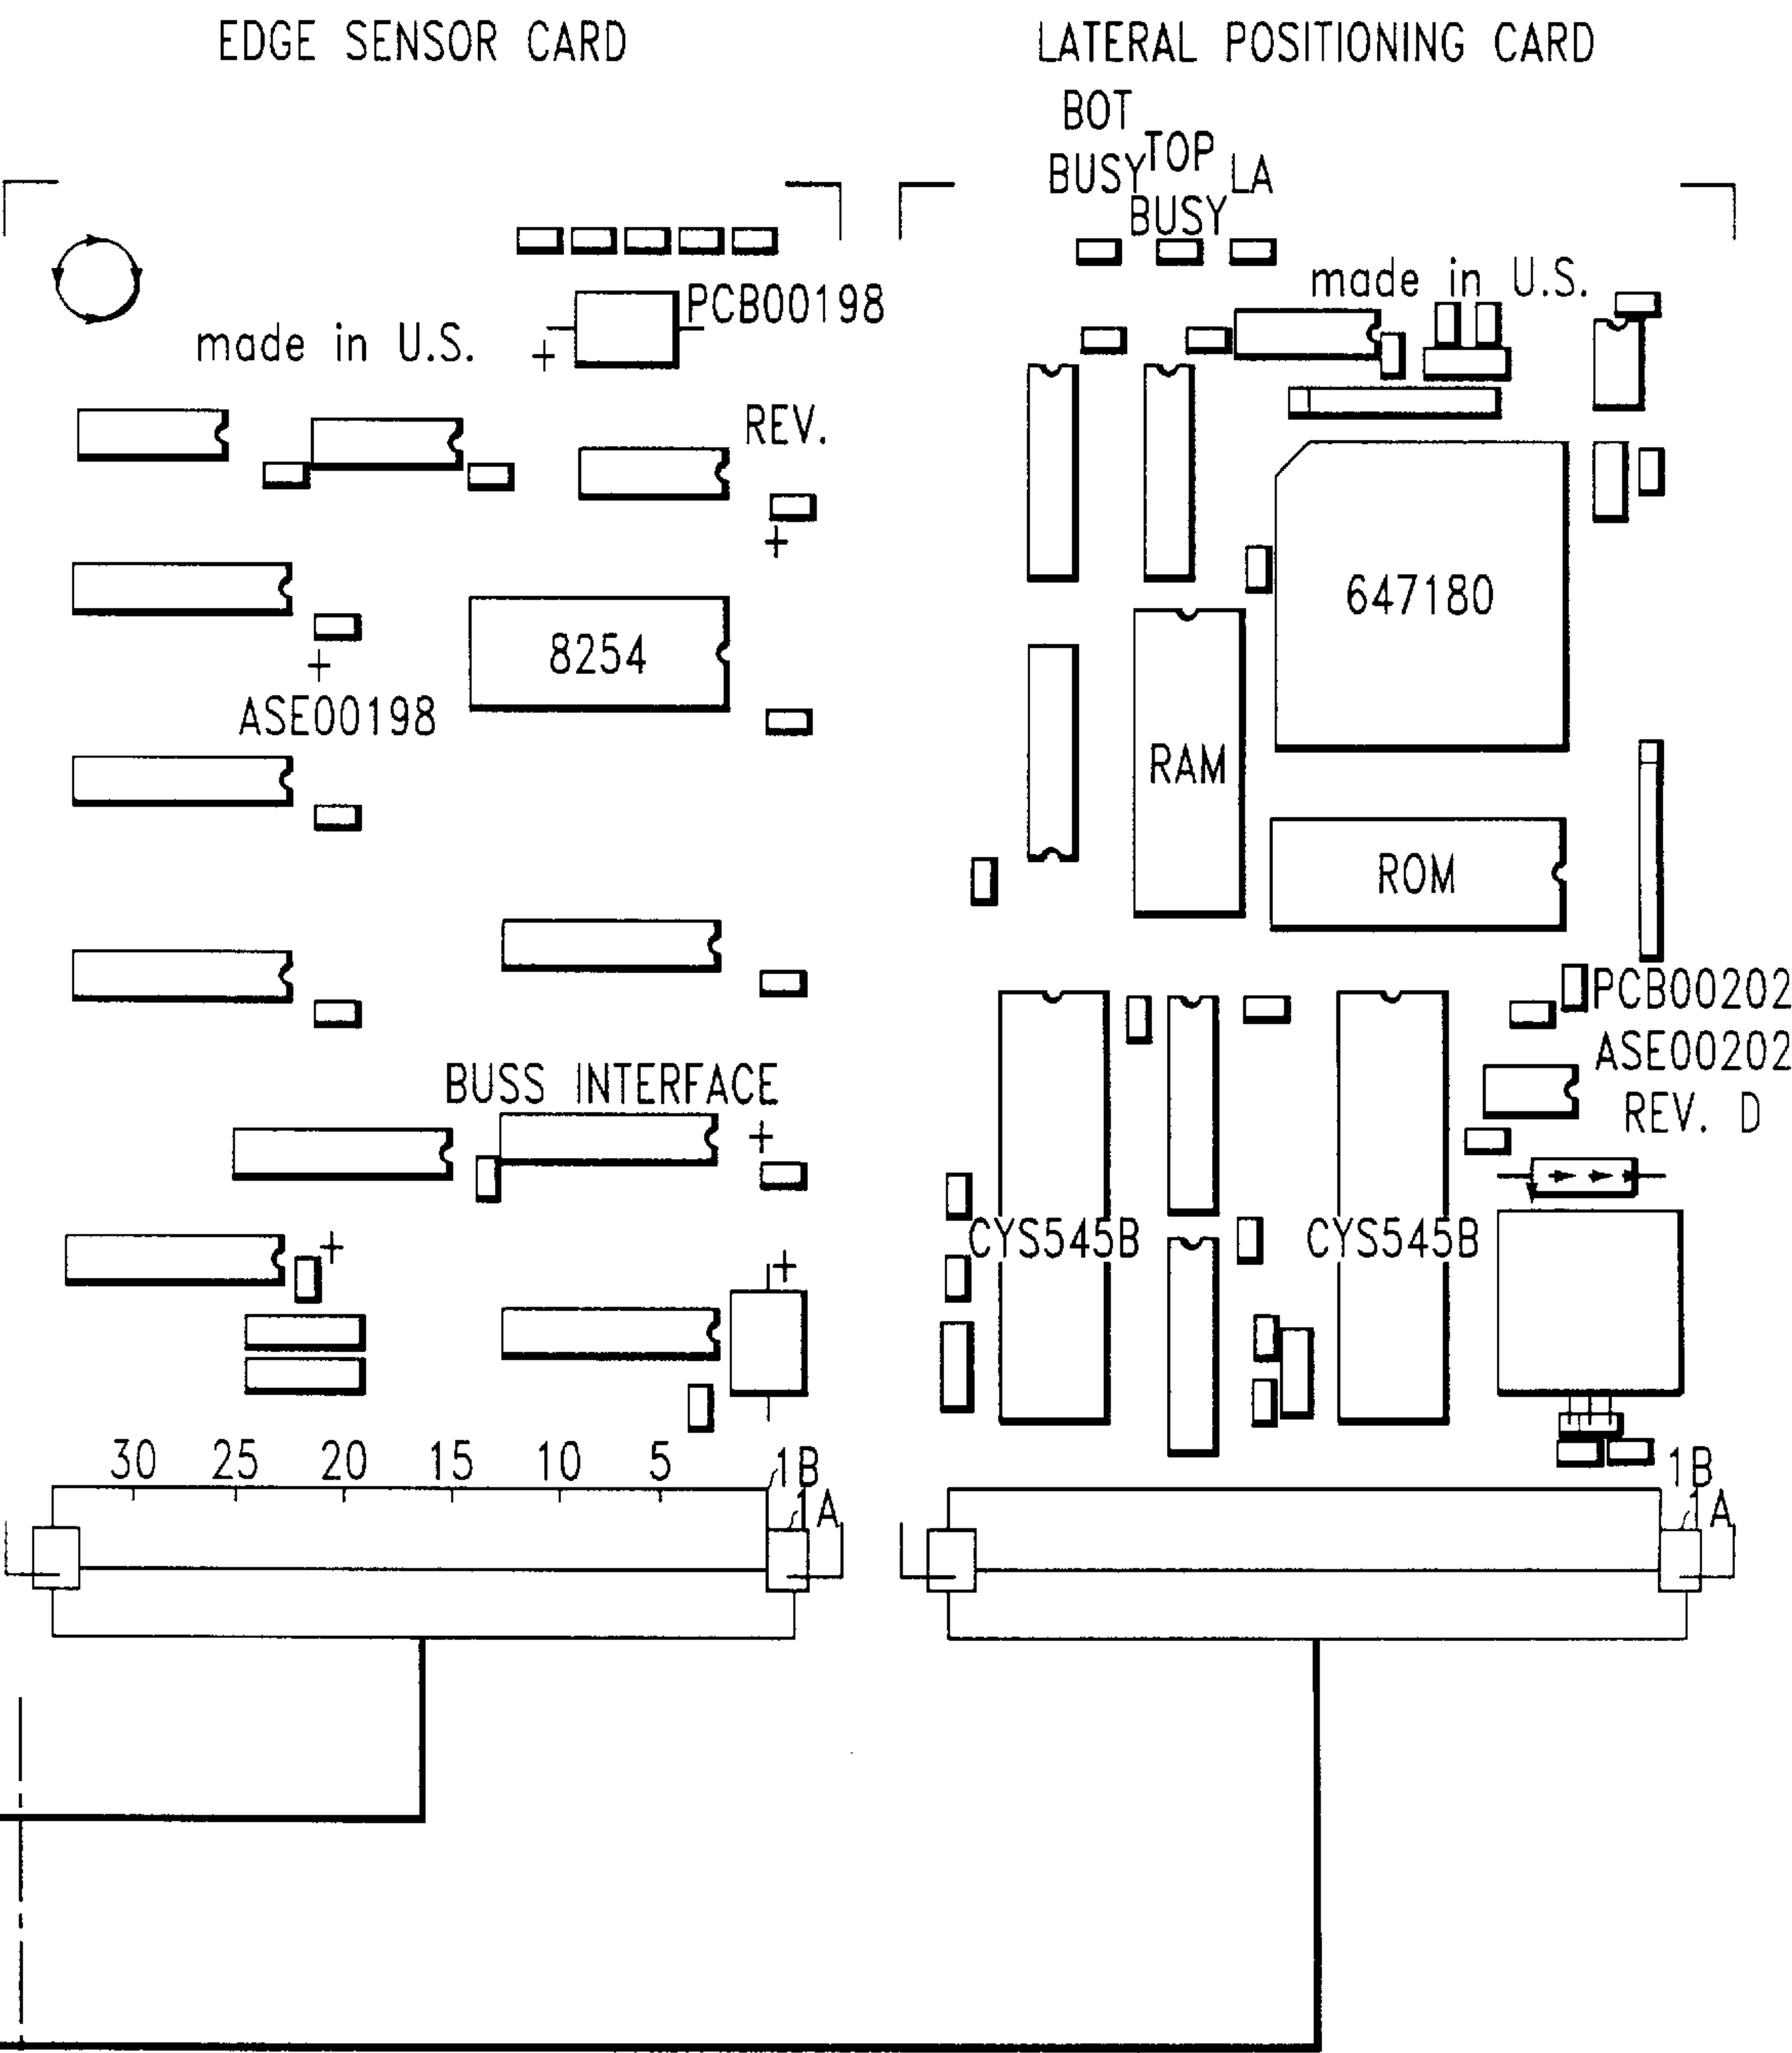 EDGE SENSOR CARD
PCB00198
made in U.S.
+
REV.
+
8254
+
ASE00198
BUSS INTERFACE
+
+
+
30 25 20 15 10 5 1B
1A
LATERAL POSITIONING CARD
BOT
BUSY
TOP
BUSY
LA
made in U.S.
647180
RAM
ROM
PCB00202
ASE00202
REV. D
CYS545B CYS545B
1B
1A